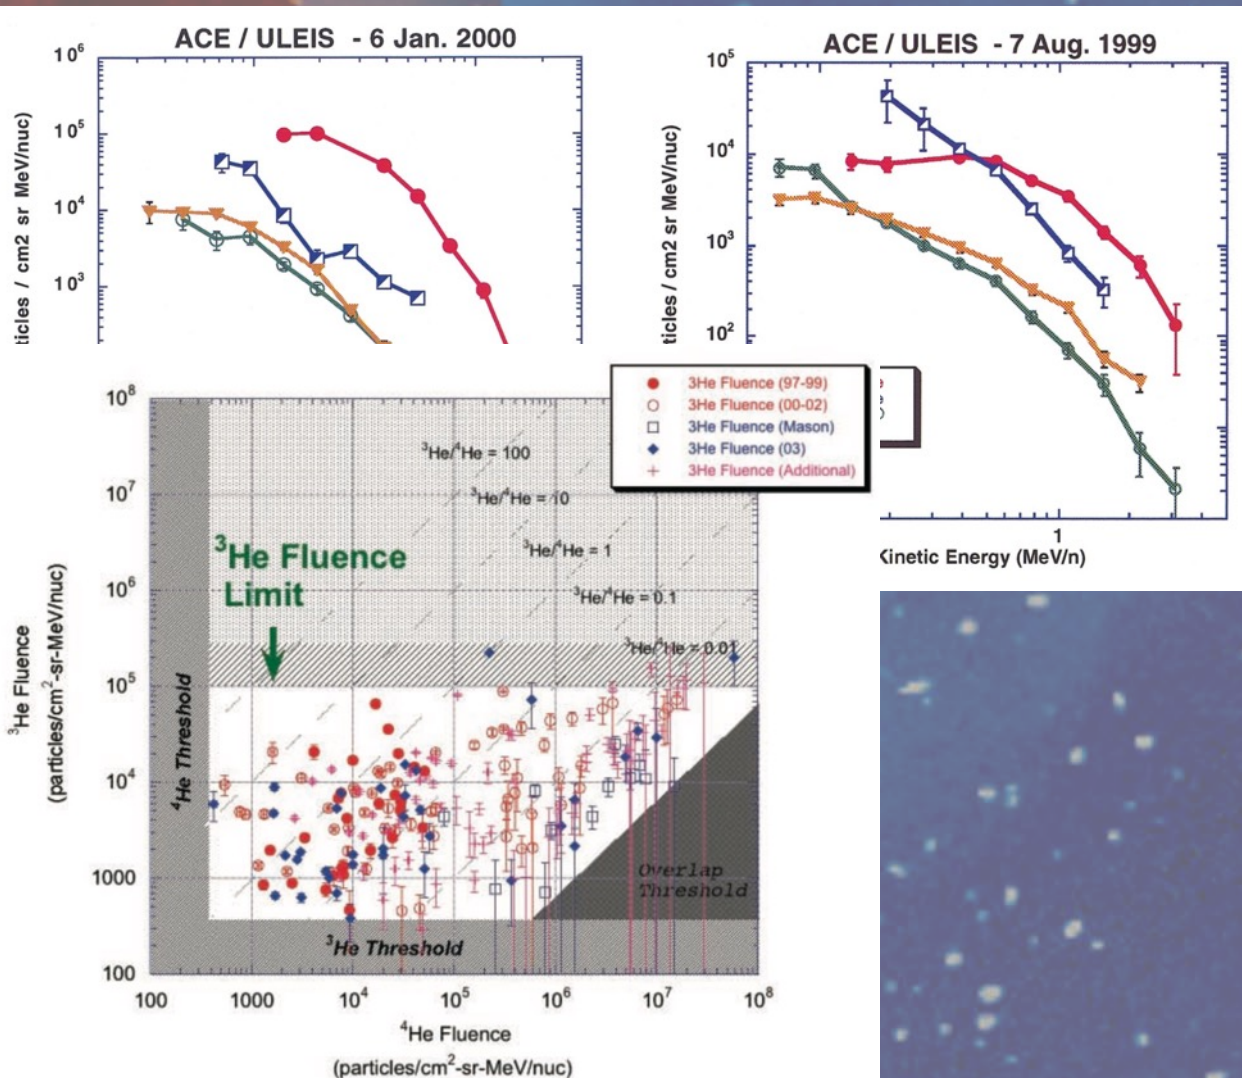 ACE / ULEIS - 6 Jan. 2000
10⁶
10⁵
10⁴
10³
ticles / cm2 sr MeV/nuc)
ACE / ULEIS - 7 Aug. 1999
10⁵
10⁴
10³
10²
ticles / cm2 sr MeV/nuc)
1
Kinetic Energy (MeV/n)
3He Fluence (97-99)
3He Fluence (00-02)
3He Fluence (Mason)
3He Fluence (03)
3He Fluence (Additional)
10⁸
10⁷
10⁶
10⁵
10⁴
1000
100
³He Fluence
(particles/cm²-sr-MeV/nuc)
³He/⁴He = 100
³He/⁴He = 10
³He/⁴He = 1
³He/⁴He = 0.1
³He/⁴He = 0.01
³He Fluence
Limit
⁴He Threshold
Overlap
Threshold
³He Threshold
100 1000 10⁴ 10⁵ 10⁶ 10⁷ 10⁸
⁴He Fluence
(particles/cm²-sr-MeV/nuc)